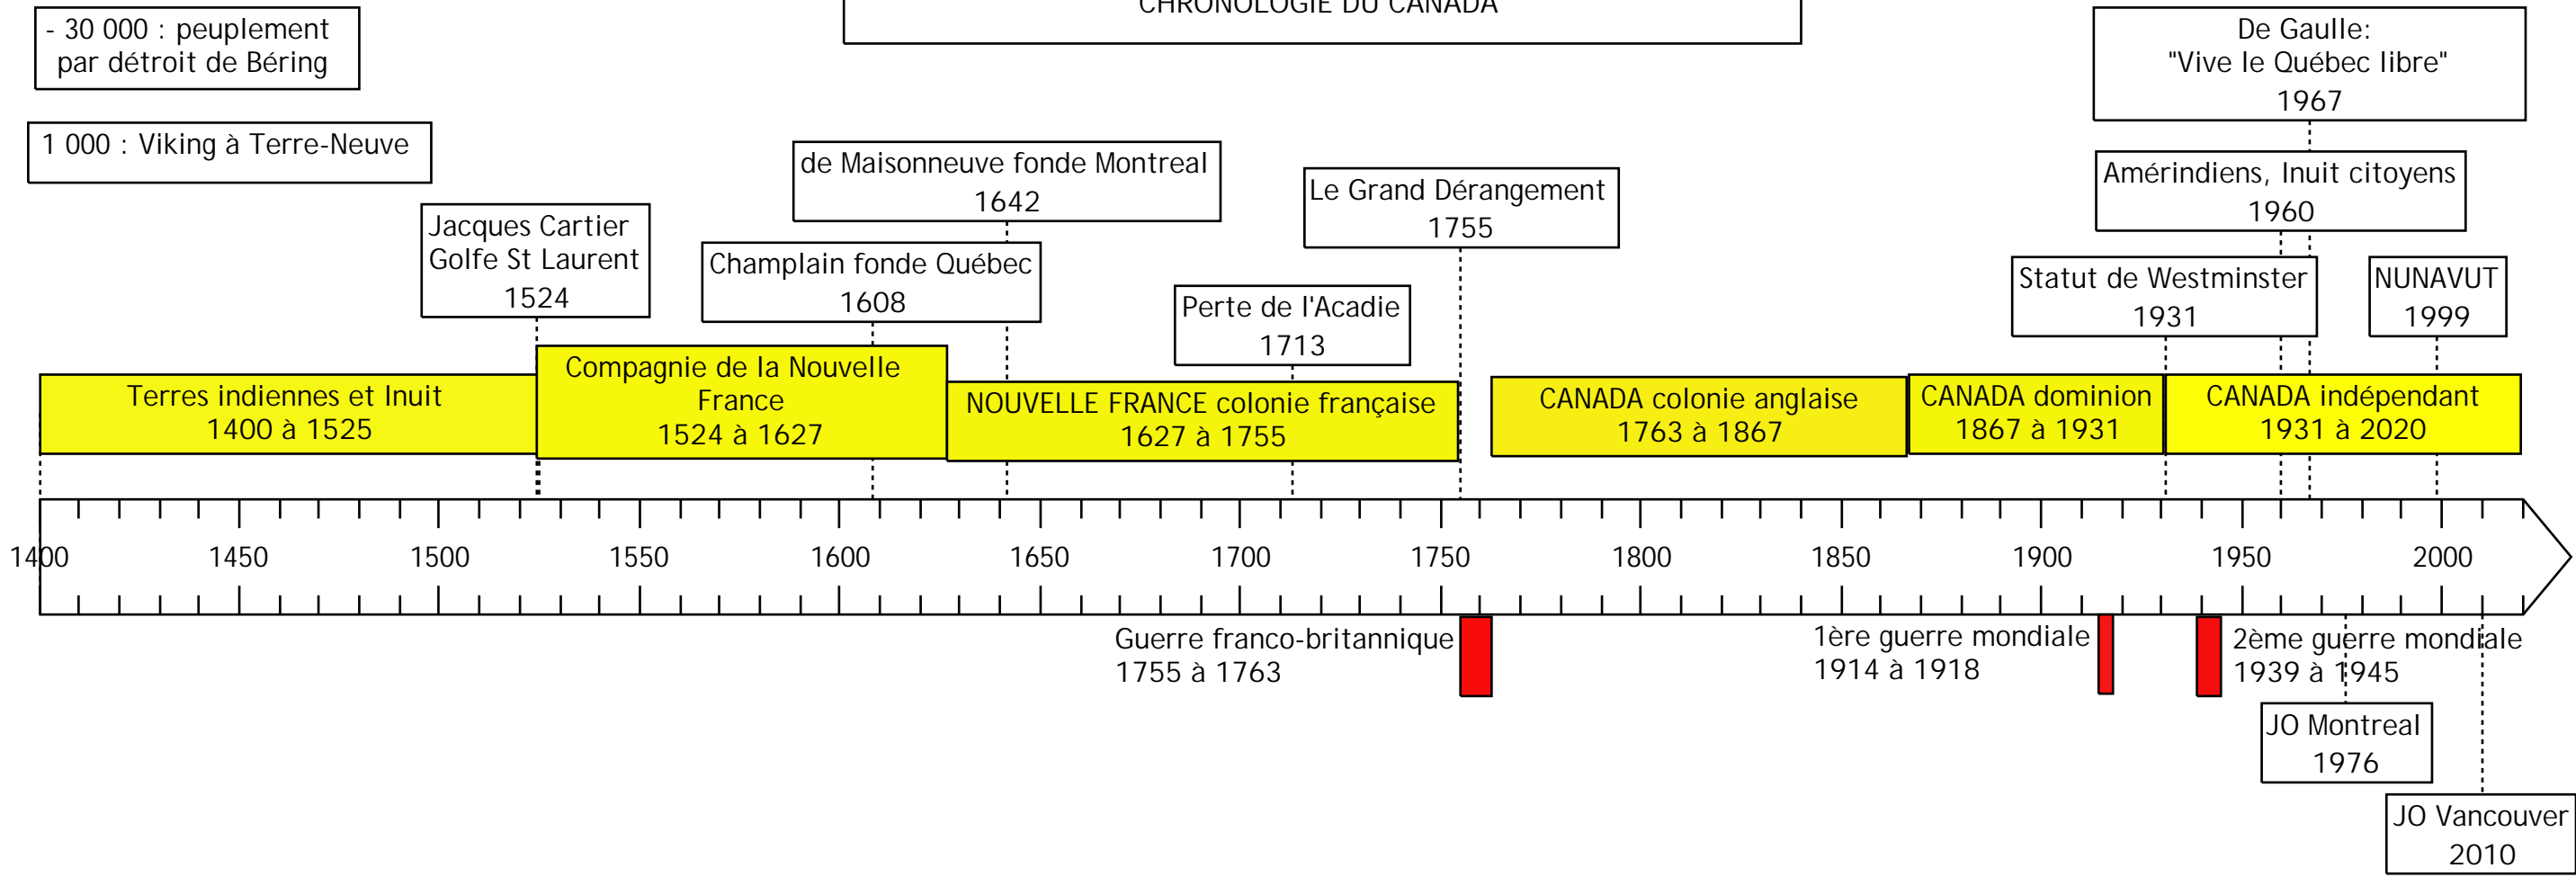 CHRONOLOGIE DU CANADA
- 30 000 : peuplement
par détroit de Béring
1 000 : Viking à Terre-Neuve
De Gaulle:
"Vive le Québec libre"
1967
de Maisonneuve fonde Montreal
1642
Le Grand Dérangement
1755
Amérindiens, Inuit citoyens
1960
Jacques Cartier
Golfe St Laurent
1524
Champlain fonde Québec
1608
Perte de l'Acadie
1713
Statut de Westminster
1931
NUNAVUT
1999
Terres indiennes et Inuit
1400 à 1525
Compagnie de la Nouvelle
France
1524 à 1627
NOUVELLE FRANCE colonie française
1627 à 1755
CANADA colonie anglaise
1763 à 1867
CANADA dominion
1867 à 1931
CANADA indépendant
1931 à 2020
1400 1450 1500 1550 1600 1650 1700 1750 1800 1850 1900 1950 2000
Guerre franco-britannique
1755 à 1763
1ère guerre mondiale
1914 à 1918
2ème guerre mondiale
1939 à 1945
JO Montreal
1976
JO Vancouver
2010